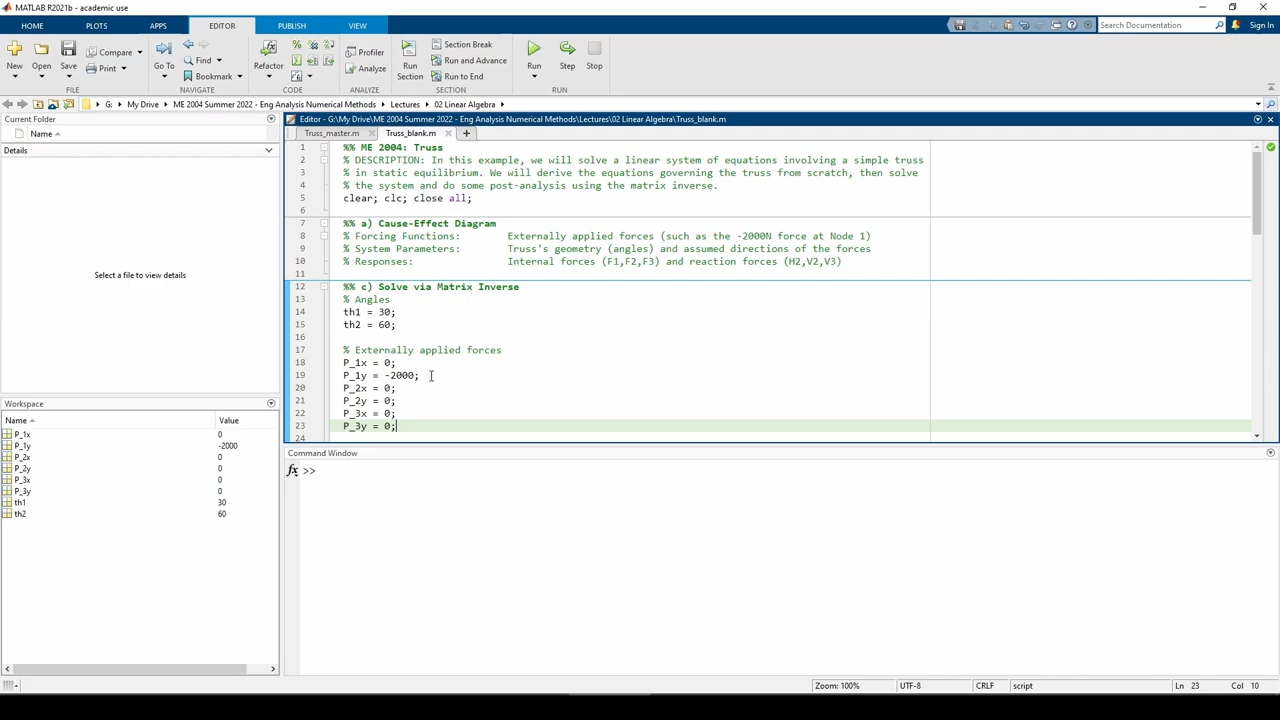 MATLAB R2021b - academic use
HOME PLOTS APPS EDITOR PUBLISH VIEW Search Documentation Sign In
New Open Save Compare Print Go To Find Bookmark Refactor Profiler Analyze Run Section Section Break Run and Advance Run to End Run Step Stop
FILE NAVIGATE CODE ANALYZE SECTION RUN
G: My Drive ME 2004 Summer 2022 - Eng Analysis Numerical Methods Lectures 02 Linear Algebra
Current Folder
Name
Details
Select a file to view details
Workspace
Name Value
P_1x 0
P_1y -2000
P_2x 0
P_2y 0
P_3x 0
P_3y 0
th1 30
th2 60
Editor - G:\My Drive\ME 2004 Summer 2022 - Eng Analysis Numerical Methods\Lectures\02 Linear Algebra\Truss_blank.m
Truss_master.m Truss_blank.m
1 %% ME 2004: Truss
2 % DESCRIPTION: In this example, we will solve a linear system of equations involving a simple truss
3 % in static equilibrium. We will derive the equations governing the truss from scratch, then solve
4 % the system and do some post-analysis using the matrix inverse.
5 clear; clc; close all;
6
7 %% a) Cause-Effect Diagram
8 % Forcing Functions: Externally applied forces (such as the -2000N force at Node 1)
9 % System Parameters: Truss's geometry (angles) and assumed directions of the forces
10 % Responses: Internal forces (F1,F2,F3) and reaction forces (H2,V2,V3)
11
12 %% c) Solve via Matrix Inverse
13 % Angles
14 th1 = 30;
15 th2 = 60;
16
17 % Externally applied forces
18 P_1x = 0;
19 P_1y = -2000;
20 P_2x = 0;
21 P_2y = 0;
22 P_3x = 0;
23 P_3y = 0;
24
Command Window
fx >>
Zoom: 100% UTF-8 CRLF script Ln 23 Col 10